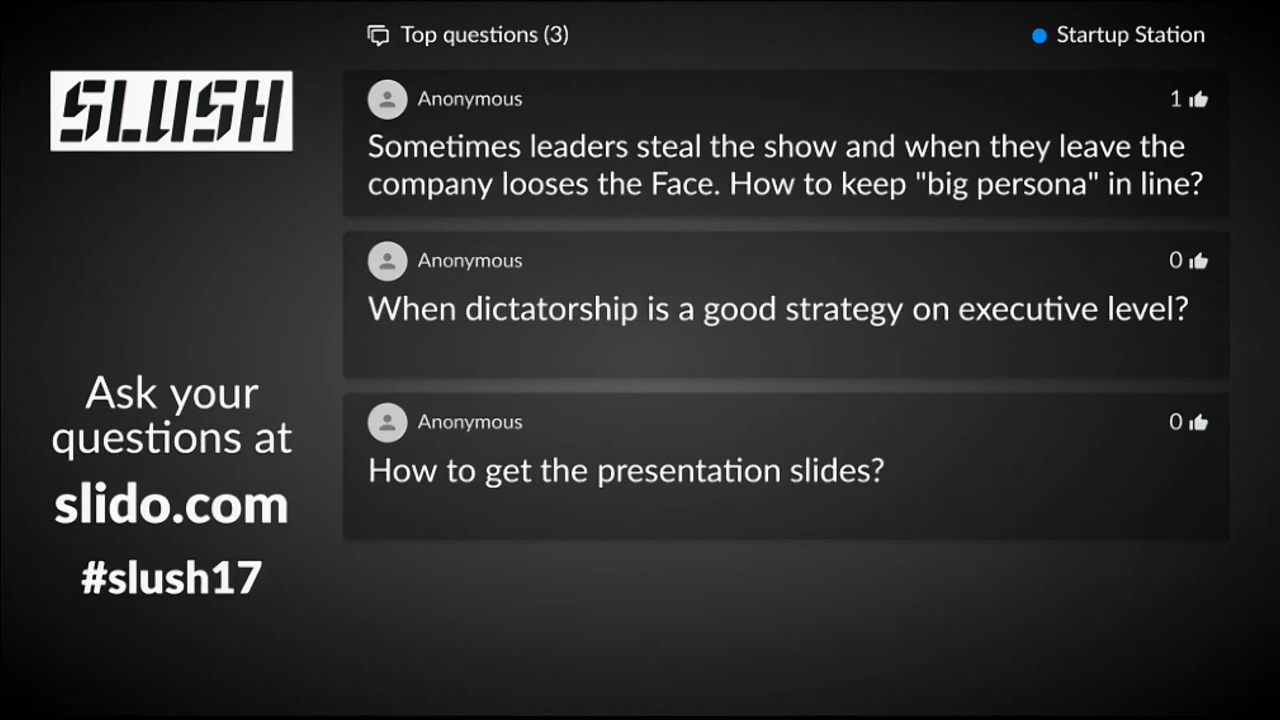 Top questions (3)
Startup Station
SLUSH
Anonymous
1
Sometimes leaders steal the show and when they leave the
company looses the Face. How to keep "big persona" in line?
Anonymous
0
When dictatorship is a good strategy on executive level?
Anonymous
0
How to get the presentation slides?
Ask your
questions at
slido.com
#slush17